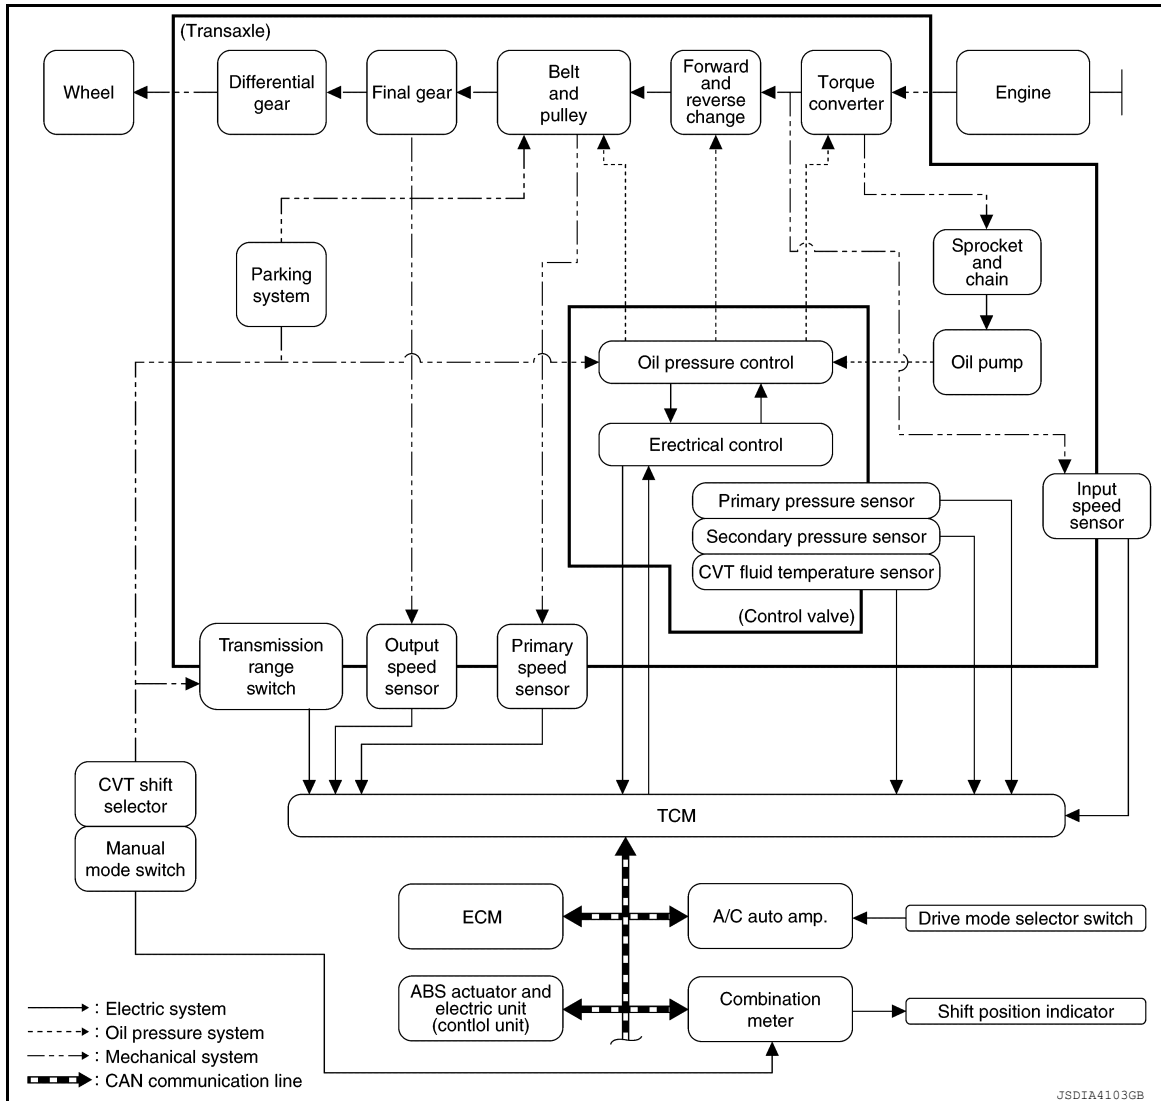 (Transaxle)
Wheel
Differential
gear
Final gear
Belt
and
pulley
Forward
and
reverse
change
Torque
converter
Engine
Parking
system
Sprocket
and
chain
Oil pressure control
Oil pump
Erectrical control
Primary pressure sensor
Secondary pressure sensor
CVT fluid temperature sensor
Input
speed
sensor
(Control valve)
Transmission
range
switch
Output
speed
sensor
Primary
speed
sensor
CVT shift
selector
Manual
mode switch
TCM
ECM
A/C auto amp.
Drive mode selector switch
ABS actuator and
electric unit
(contlol unit)
Combination
meter
Shift position indicator
: Electric system
: Oil pressure system
: Mechanical system
: CAN communication line
JSDIA4103GB